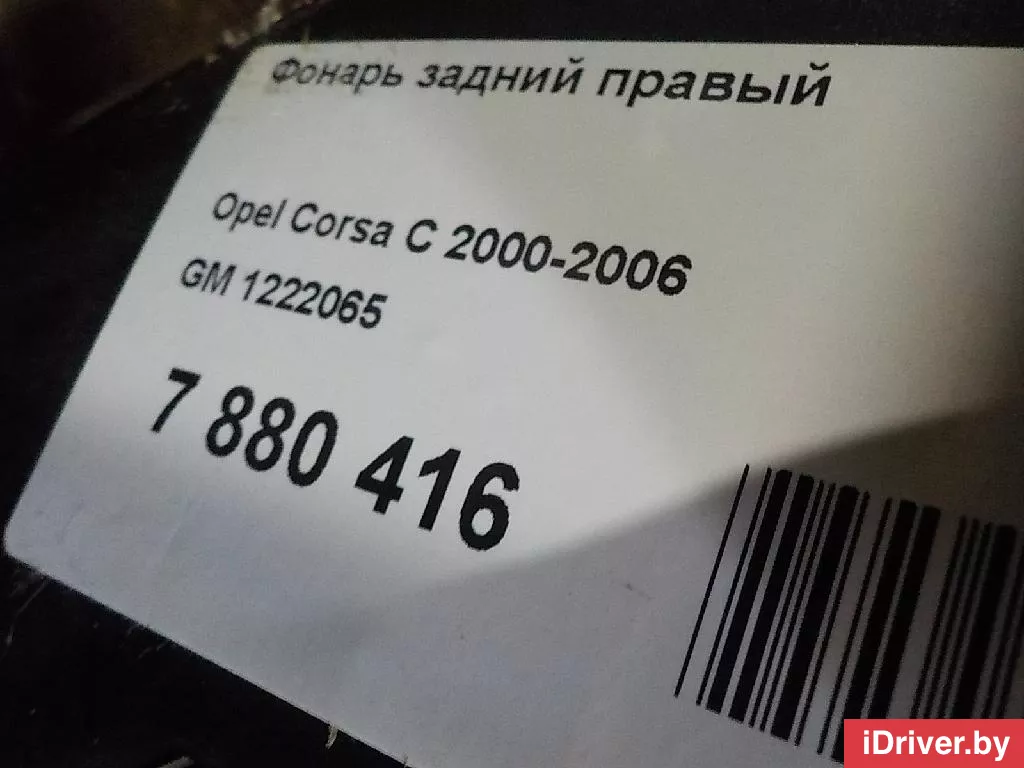 Фонарь задний правый
Opel Corsa C 2000-2006
GM 1222065
7 880 416
iDriver.by